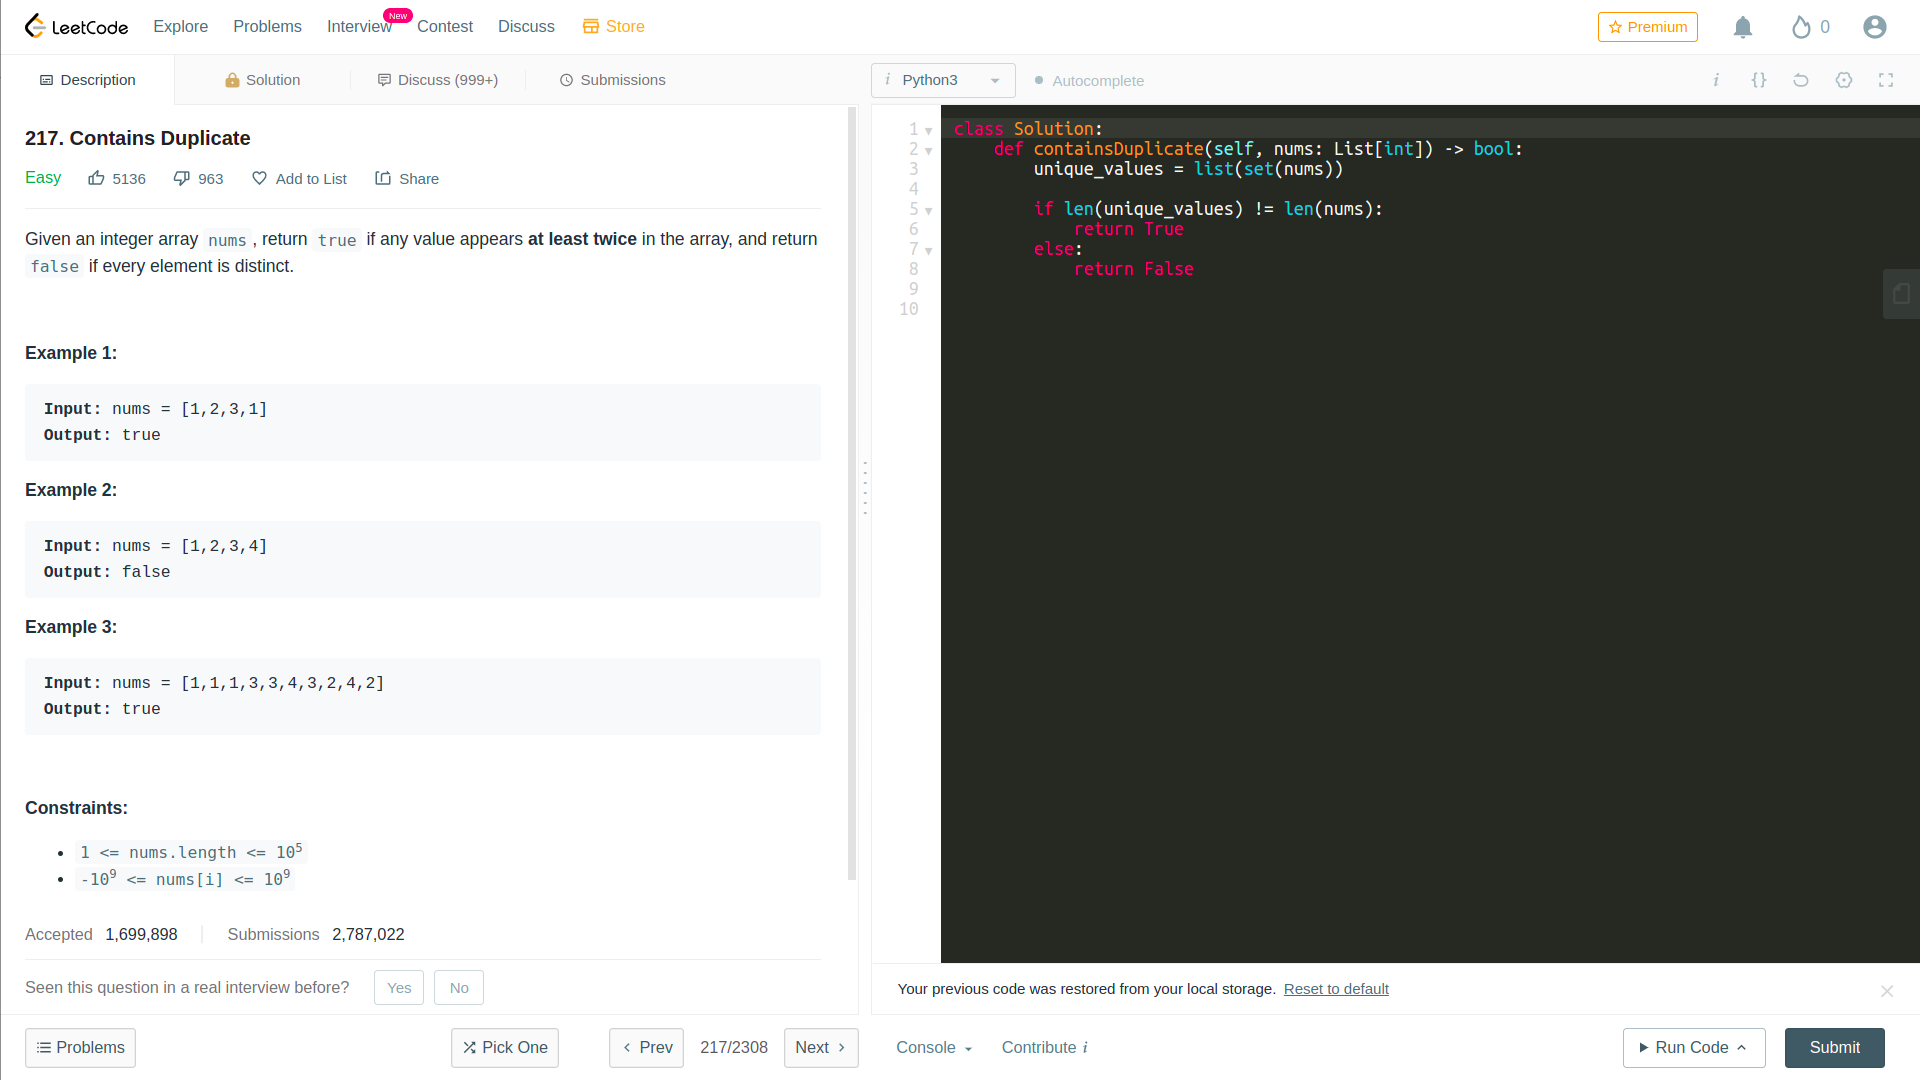 LeetCode Explore Problems Interview New Contest Discuss Store Premium 0
Description Solution Discuss (999+) Submissions
i Python3 Autocomplete i {}
217. Contains Duplicate
Easy 5136 963 Add to List Share
Given an integer array nums, return true if any value appears at least twice in the array, and return
false if every element is distinct.
Example 1:
Input: nums = [1,2,3,1]
Output: true
Example 2:
Input: nums = [1,2,3,4]
Output: false
Example 3:
Input: nums = [1,1,1,3,3,4,3,2,4,2]
Output: true
Constraints:
• 1 <= nums.length <= 10⁵
• -10⁹ <= nums[i] <= 10⁹
Accepted 1,699,898 Submissions 2,787,022
Seen this question in a real interview before? Yes No
Problems Pick One Prev 217/2308 Next
1 class Solution:
2     def containsDuplicate(self, nums: List[int]) -> bool:
3         unique_values = list(set(nums))
4
5         if len(unique_values) != len(nums):
6             return True
7         else:
8             return False
9
10
Your previous code was restored from your local storage. Reset to default
Console Contribute i Run Code Submit